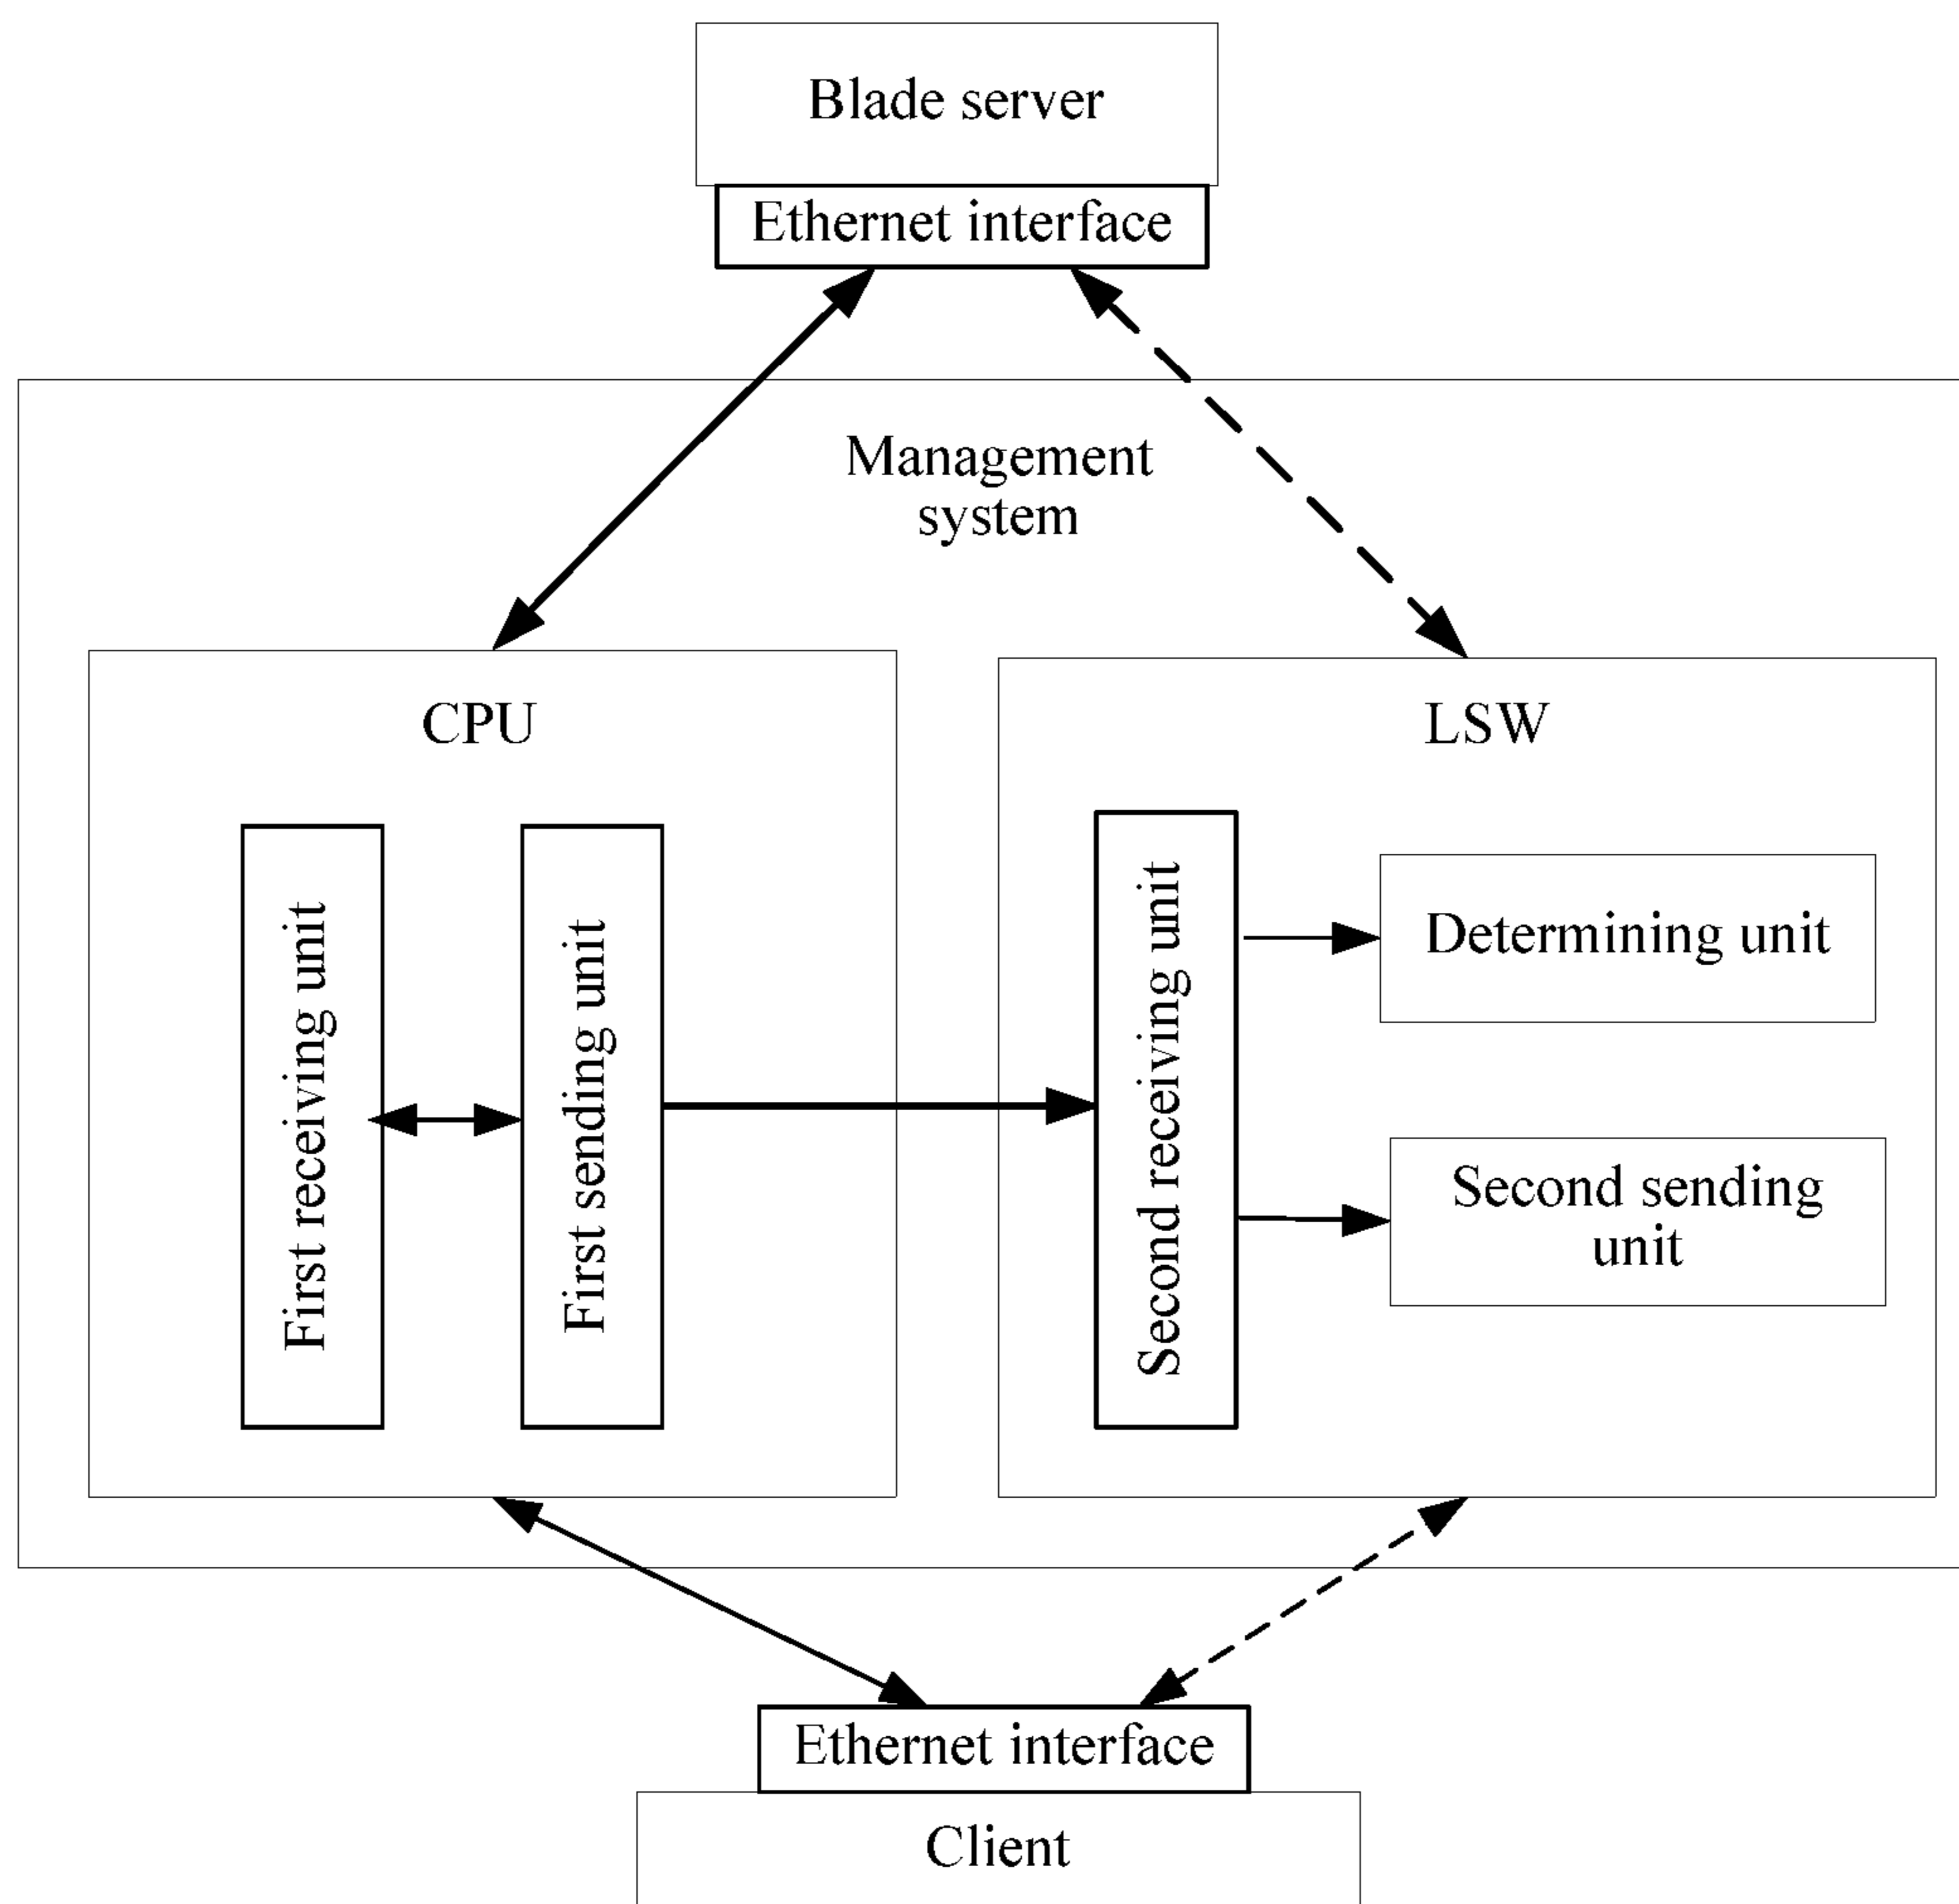 Blade server
Ethernet interface
Management
system
CPU
LSW
First receiving unit
First sending unit
Second receiving unit
Determining unit
Second sending
unit
Ethernet interface
Client